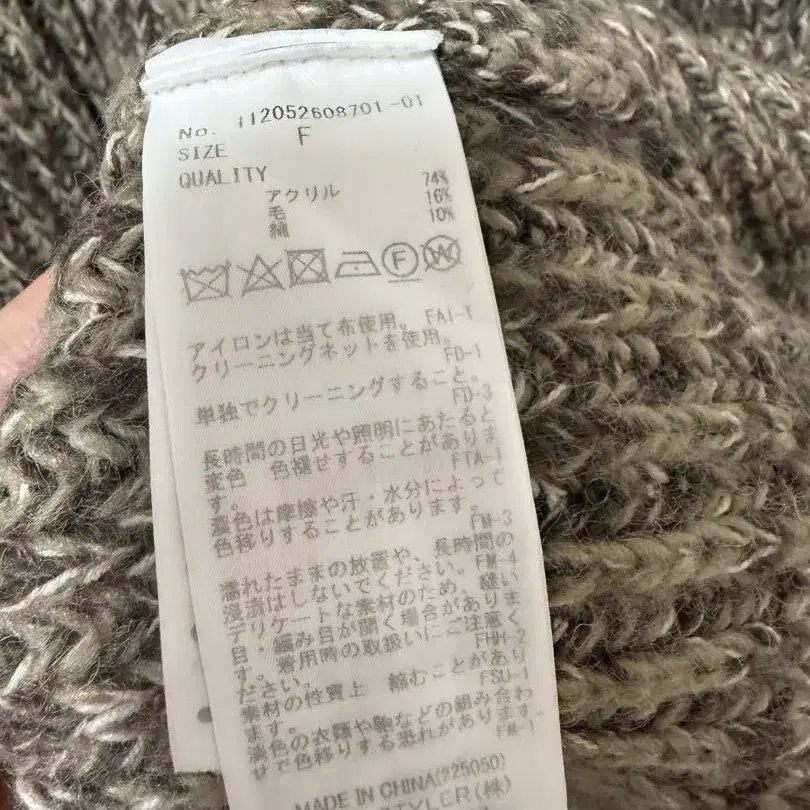 No. 112052608701-01
SIZE F
QUALITY
アクリル 74%
毛 16%
綿 10%
F W
アイロンは当て布使用。 FAI-T
クリーニングネットを使用。
FD-1
単独でクリーニングすること。
FD-3
長時間の日光や照明にあたると
変色 色褪せすることがありま
す。 FTA-1
濃色は摩擦や汗・水分によって
色移りすることがあります。
FM-3
濡れたままの放置や、長時間の
浸漬はしないでください。 FM-4
デリケートな素材のため、縫い
目・編み目が開く場合がありま
す。着用時の取扱いにご注意く
ださい。 FHH-2
素材の性質上 縮むことがあり
ます。 FSU-1
淡色の衣類や鞄などの組み合わ
せで色移りする恐れがあります。
FM-1
MADE IN CHINA(225050)
STYLER(株)